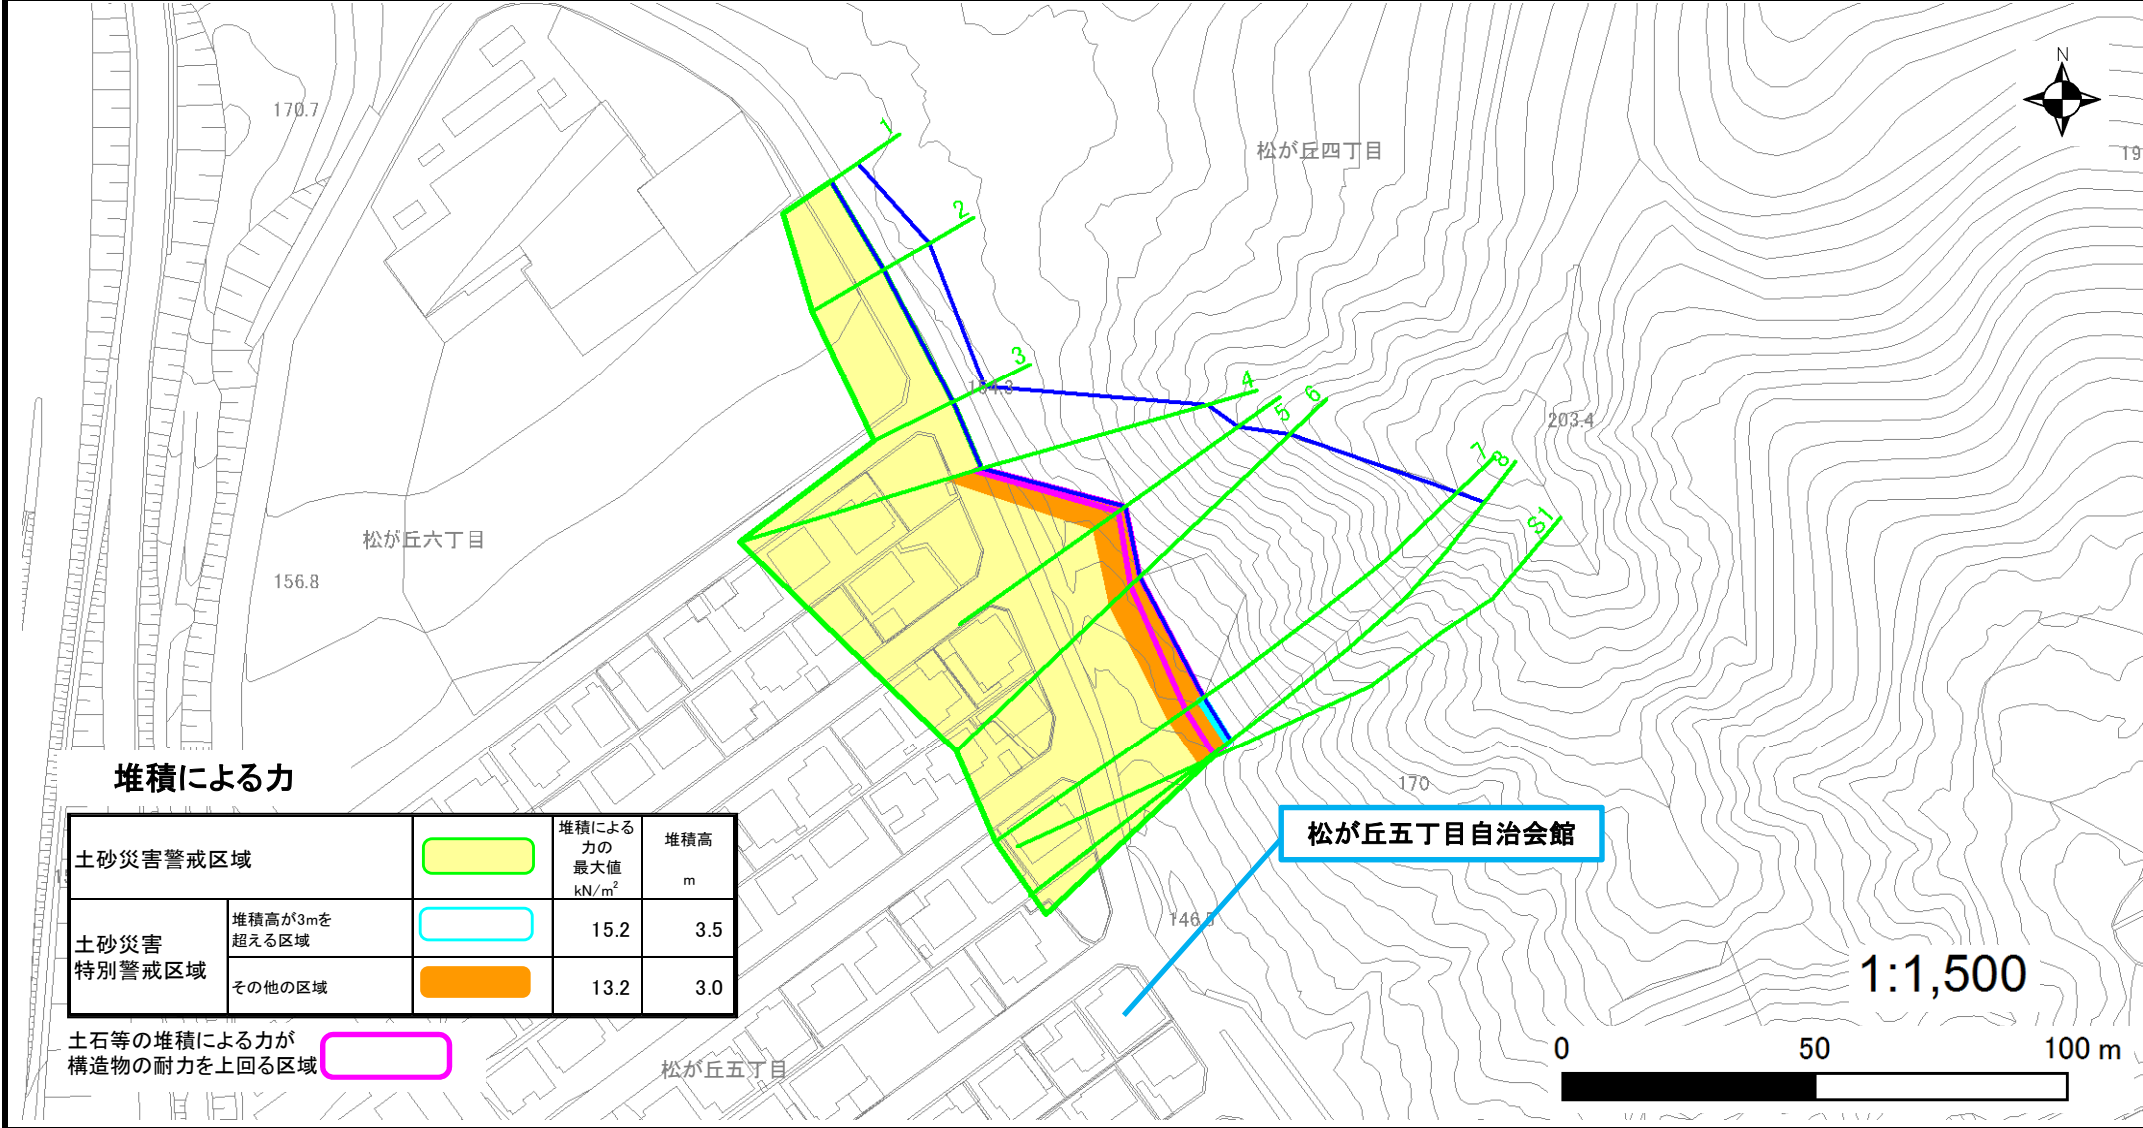 N
170.7
松が丘四丁目
19
1
2
3
164.3
4
5
6
7
8
S1
203.4
松が丘六丁目
156.8
170
松が丘五丁目自治会館
146.5
松が丘五丁目
堆積による力
堆積による
力の
最大値
kN/m²
堆積高
m
土砂災害警戒区域
土砂災害
特別警戒区域
堆積高が3mを
超える区域
15.2
3.5
その他の区域
13.2
3.0
土石等の堆積による力が
構造物の耐力を上回る区域
1:1,500
0
50
100 m